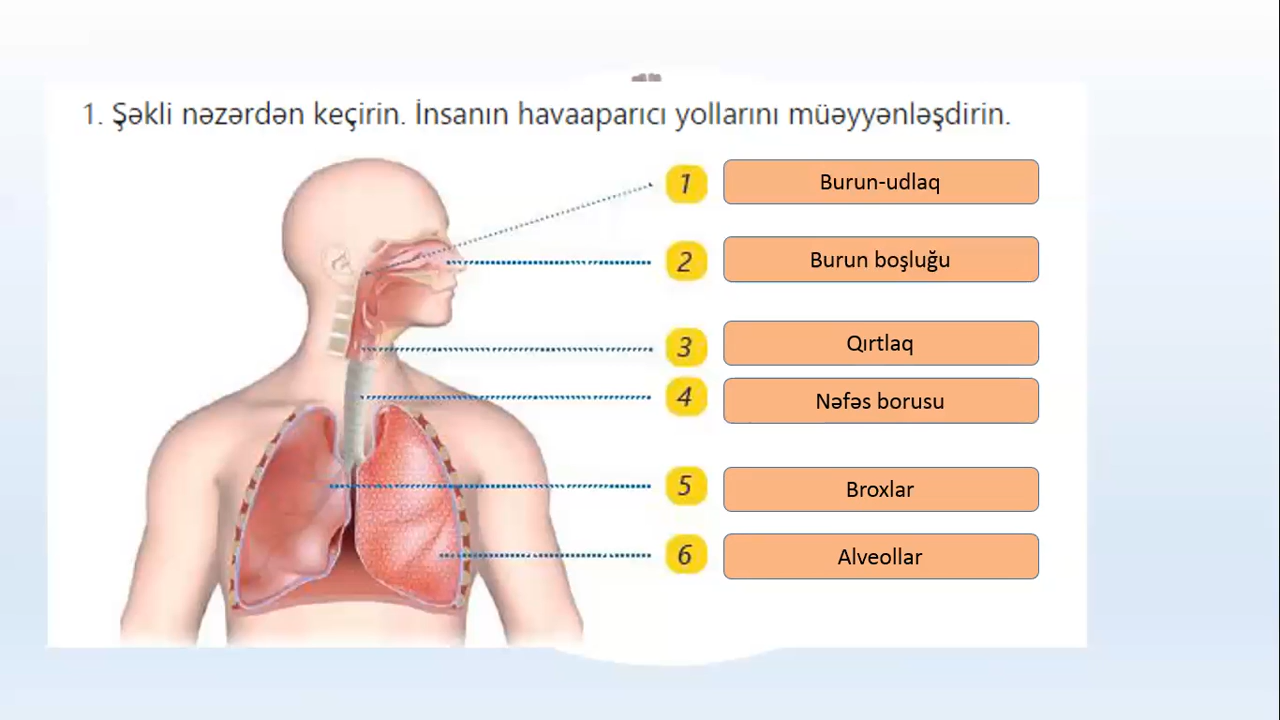 1. Şəkli nəzərdən keçirin. İnsanın havaaparıcı yollarını müəyyənləşdirin.
1 Burun-udlaq
2 Burun boşluğu
3 Qırtlaq
4 Nəfəs borusu
5 Broxlar
6 Alveollar